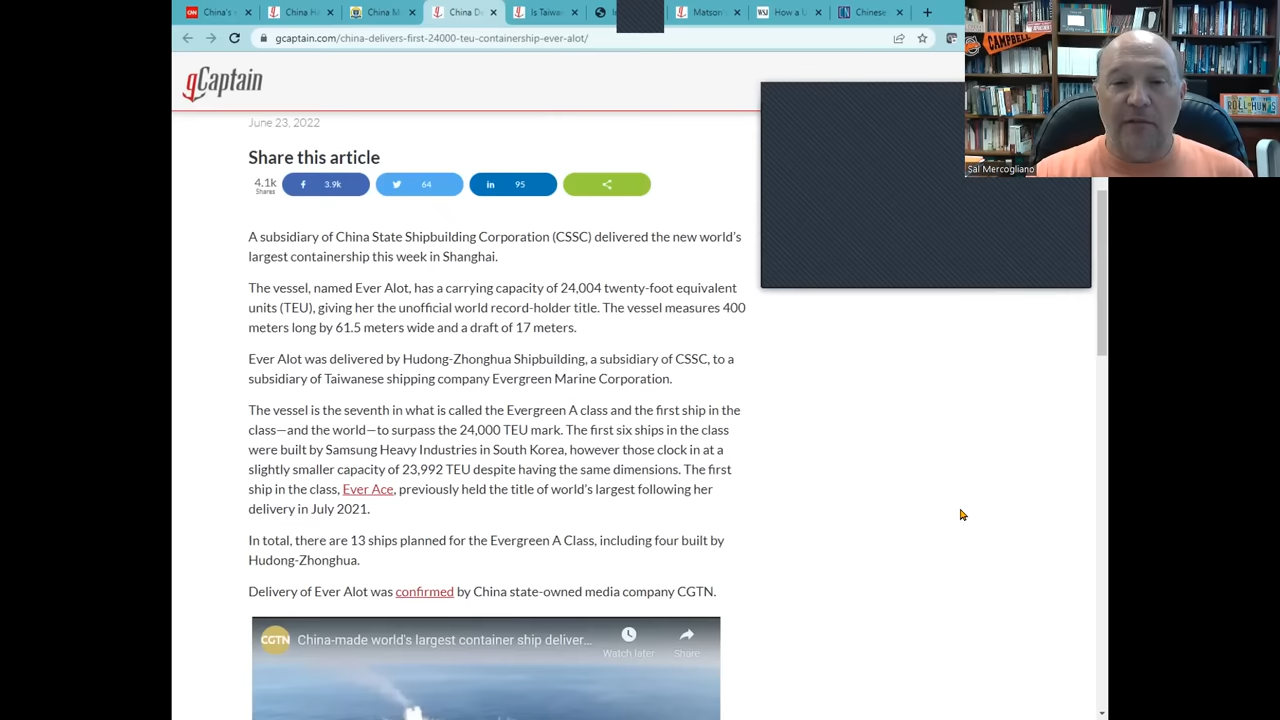 China's
China H
China M
China De
Is Taiwa
Matson'
How a U
Chinese
gcaptain.com/china-delivers-first-24000-teu-containership-ever-alot/
gCaptain
CAMPBELL
Sal Mercogliano
June 23, 2022
Share this article
4.1k
Shares
3.9k
64
95
A subsidiary of China State Shipbuilding Corporation (CSSC) delivered the new world's
largest containership this week in Shanghai.
The vessel, named Ever Alot, has a carrying capacity of 24,004 twenty-foot equivalent
units (TEU), giving her the unofficial world record-holder title. The vessel measures 400
meters long by 61.5 meters wide and a draft of 17 meters.
Ever Alot was delivered by Hudong-Zhonghua Shipbuilding, a subsidiary of CSSC, to a
subsidiary of Taiwanese shipping company Evergreen Marine Corporation.
The vessel is the seventh in what is called the Evergreen A class and the first ship in the
class—and the world—to surpass the 24,000 TEU mark. The first six ships in the class
were built by Samsung Heavy Industries in South Korea, however those clock in at a
slightly smaller capacity of 23,992 TEU despite having the same dimensions. The first
ship in the class, Ever Ace, previously held the title of world's largest following her
delivery in July 2021.
In total, there are 13 ships planned for the Evergreen A Class, including four built by
Hudong-Zhonghua.
Delivery of Ever Alot was confirmed by China state-owned media company CGTN.
CGTN
China-made world's largest container ship deliver...
Watch later
Share